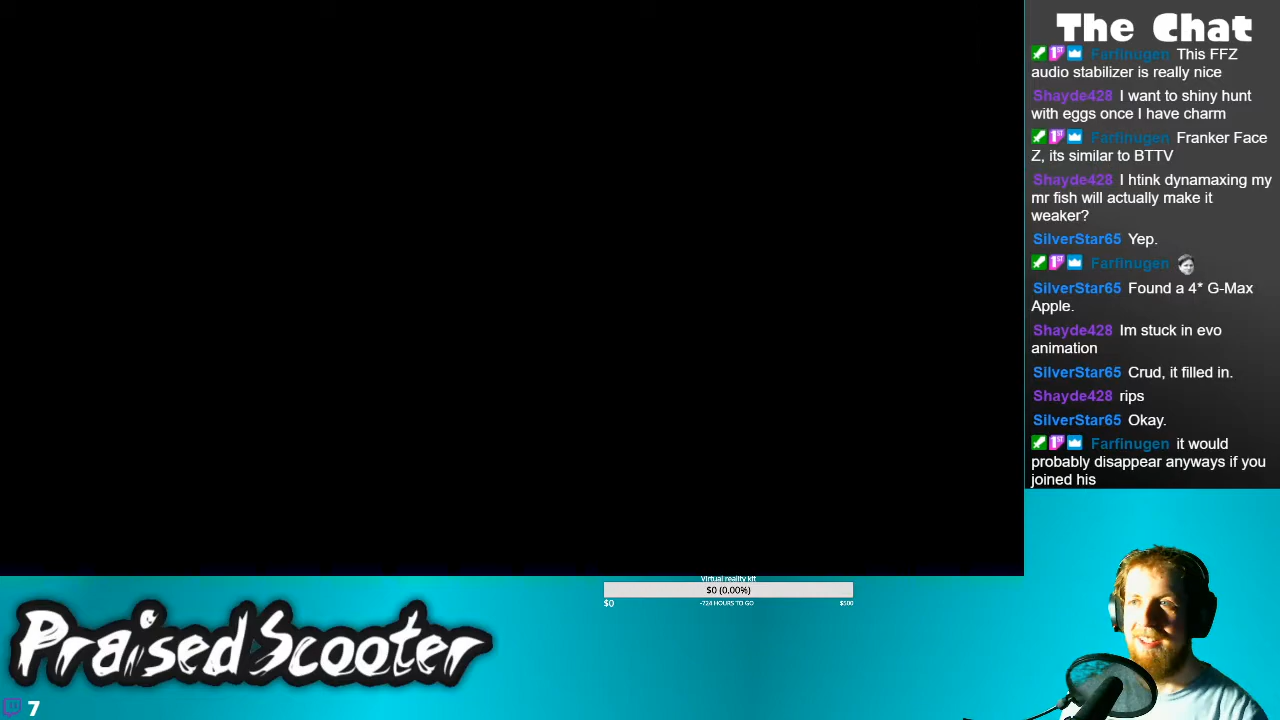 The Chat
Farfinugen This FFZ
audio stabilizer is really nice
Shayde428 I want to shiny hunt
with eggs once I have charm
Farfinugen Franker Face
Z, its similar to BTTV
Shayde428 I htink dynamaxing my
mr fish will actually make it
weaker?
SilverStar65 Yep.
Farfinugen
SilverStar65 Found a 4* G-Max
Apple.
Shayde428 Im stuck in evo
animation
SilverStar65 Crud, it filled in.
Shayde428 rips
SilverStar65 Okay.
Farfinugen it would
probably disappear anyways if you
joined his
Virtual reality kit
$0 (0.00%)
$0 -724 HOURS TO GO $500
PraisedScooter
7